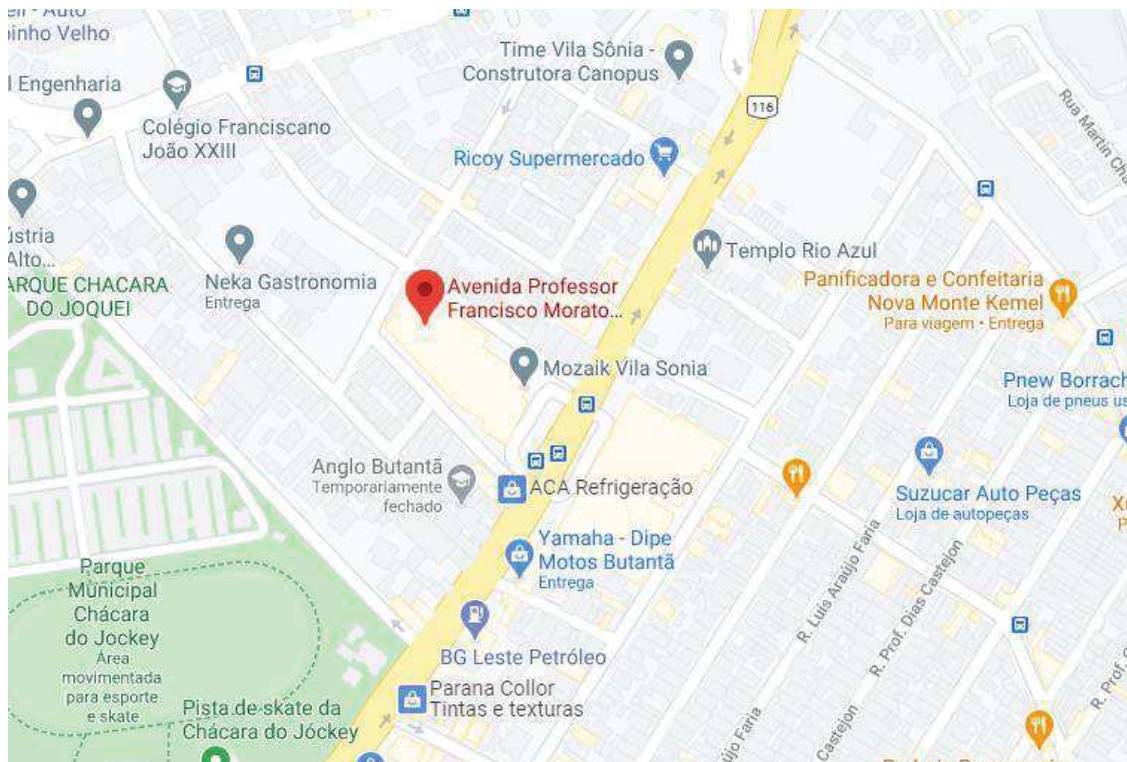 pinho Velho
Time Vila Sônia -
Construtora Canopus
l Engenharia
Colégio Franciscano
João XXIII
116
Ricoy Supermercado
Rua Martin Cha
ústria
Alto...
ARQUE CHACARA
DO JOQUEI
Neka Gastronomia
Entrega
Avenida Professor
Francisco Morato...
Templo Rio Azul
Panificadora e Confeitaria
Nova Monte Kemel
Para viagem • Entrega
Mozaik Vila Sonia
Pnew Borrach
Loja de pneus us
Anglo Butantã
Temporariamente
fechado
ACA Refrigeração
Suzucar Auto Peças
Loja de autopeças
Yamaha - Dipe
Motos Butantã
Entrega
Parque
Municipal
Chácara
do Jockey
Área
movimentada
para esporte
e skate
R. Luís Araújo Faria
R. Prof. Dias Castejon
BG Leste Petróleo
R. Prof.
Parana Collor
Tintas e texturas
Pista de skate da
Chácara do Jóckey
újo Faria
Castejon